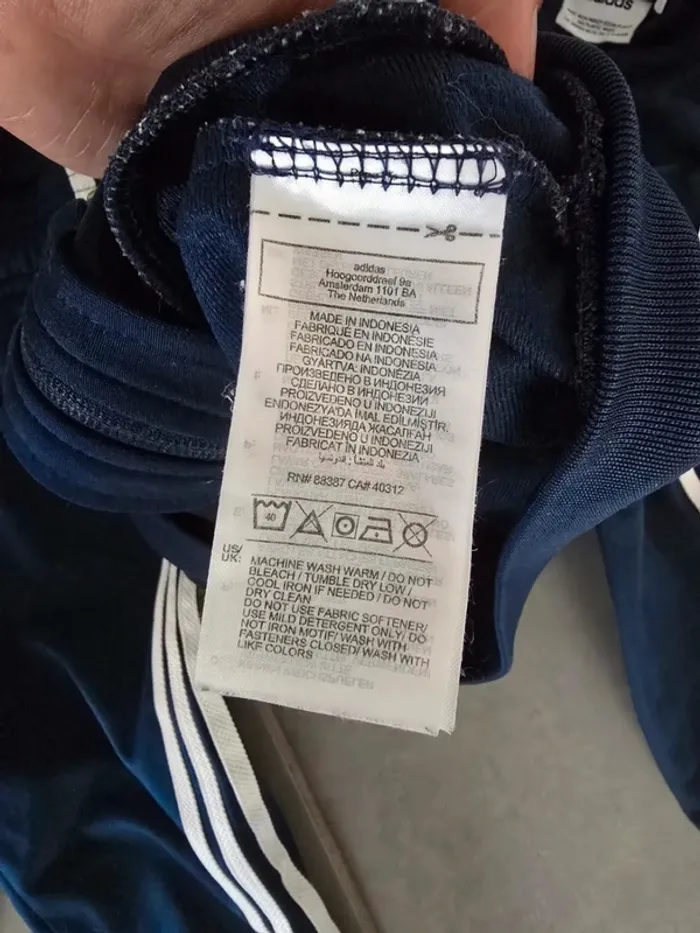 adidas
Hoogoorddreef 9a
Amsterdam 1101 BA
The Netherlands
MADE IN INDONESIA
FABRIQUÉ EN INDONÉSIE
FABRICADO EN INDONESIA
FABRICADO NA INDONESIA
GYÁRTVA: INDONÉZIA
ПРОИЗВЕДЕНО В ИНДОНЕЗИЯ
СДЕЛАНО В ИНДОНЕЗИИ
PROIZVEDENO U INDONEZIJI
ENDONEZYA'DA İMAL EDİLMİŞTİR.
ИНДОНЕЗИЯДА ЖАСАЛҒАН
PROIZVEDENO U INDONEZIJI
FABRICAT ÎN INDONEZIA
بلد المنشأ : اندونسيا
RN# 88387 CA# 40312
40
US/
UK:
MACHINE WASH WARM / DO NOT
BLEACH / TUMBLE DRY LOW /
COOL IRON IF NEEDED / DO NOT
DRY CLEAN
DO NOT USE FABRIC SOFTENER/
USE MILD DETERGENT ONLY/ DO
NOT IRON MOTIF/ WASH WITH
FASTENERS CLOSED/ WASH WITH
LIKE COLORS